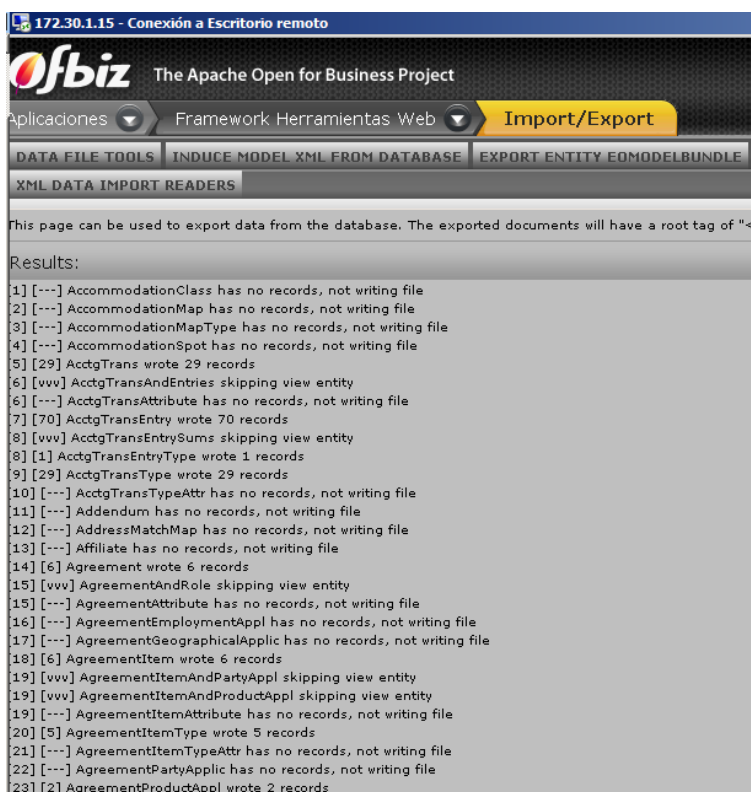 172.30.1.15 - Conexión a Escritorio remoto
Ofbiz The Apache Open for Business Project
Aplicaciones Framework Herramientas Web Import/Export
DATA FILE TOOLS INDUCE MODEL XML FROM DATABASE EXPORT ENTITY EOMODELBUNDLE
XML DATA IMPORT READERS
This page can be used to export data from the database. The exported documents will have a root tag of "<
Results:
[1] [---] AccommodationClass has no records, not writing file
[2] [---] AccommodationMap has no records, not writing file
[3] [---] AccommodationMapType has no records, not writing file
[4] [---] AccommodationSpot has no records, not writing file
[5] [29] AcctgTrans wrote 29 records
[6] [vvv] AcctgTransAndEntries skipping view entity
[6] [---] AcctgTransAttribute has no records, not writing file
[7] [70] AcctgTransEntry wrote 70 records
[8] [vvv] AcctgTransEntrySums skipping view entity
[8] [1] AcctgTransEntryType wrote 1 records
[9] [29] AcctgTransType wrote 29 records
[10] [---] AcctgTransTypeAttr has no records, not writing file
[11] [---] Addendum has no records, not writing file
[12] [---] AddressMatchMap has no records, not writing file
[13] [---] Affiliate has no records, not writing file
[14] [6] Agreement wrote 6 records
[15] [vvv] AgreementAndRole skipping view entity
[15] [---] AgreementAttribute has no records, not writing file
[16] [---] AgreementEmploymentAppl has no records, not writing file
[17] [---] AgreementGeographicalApplic has no records, not writing file
[18] [6] AgreementItem wrote 6 records
[19] [vvv] AgreementItemAndPartyAppl skipping view entity
[19] [vvv] AgreementItemAndProductAppl skipping view entity
[19] [---] AgreementItemAttribute has no records, not writing file
[20] [5] AgreementItemType wrote 5 records
[21] [---] AgreementItemTypeAttr has no records, not writing file
[22] [---] AgreementPartyApplic has no records, not writing file
[23] [2] AgreementProductAppl wrote 2 records